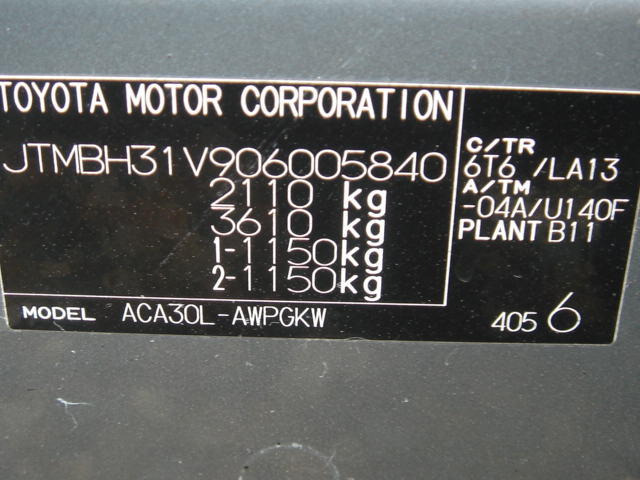 TOYOTA MOTOR CORPORATION
JTMBH31V906005840
2110 kg
3610 kg
1-1150kg
2-1150kg
C/TR
6T6 /LA13
A/TM
-04A/U140F
PLANT B11
MODEL ACA30L-AWPGKW
405 6